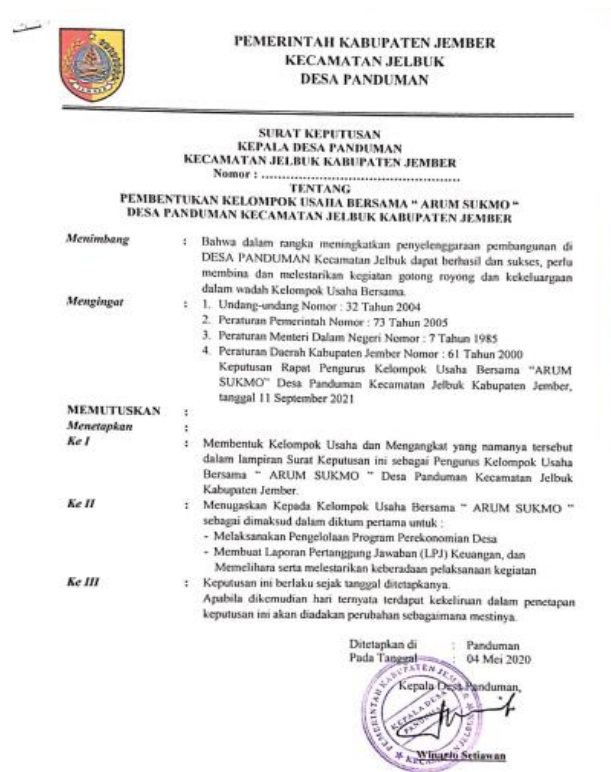 PEMERINTAH KABUPATEN JEMBER
KECAMATAN JELBUK
DESA PANDUMAN
JEMBER
SURAT KEPUTUSAN
KEPALA DESA PANDUMAN
KECAMATAN JELBUK KABUPATEN JEMBER
Nomor : ................................................
TENTANG
PEMBENTUKAN KELOMPOK USAHA BERSAMA “ ARUM SUKMO “
DESA PANDUMAN KECAMATAN JELBUK KABUPATEN JEMBER
Menimbang : Bahwa dalam rangka meningkatkan penyelenggaraan pembangunan di
DESA PANDUMAN Kecamatan Jelbuk dapat berhasil dan sukses, perlu
membina dan melestarikan kegiatan gotong royong dan kekeluargaan
dalam wadah Kelompok Usaha Bersama.
Mengingat : 1. Undang-undang Nomor : 32 Tahun 2004
2. Peraturan Pemerintah Nomor : 73 Tahun 2005
3. Peraturan Menteri Dalam Negeri Nomor : 7 Tahun 1985
4. Peraturan Daerah Kabupaten Jember Nomor : 61 Tahun 2000
Keputusan Rapat Pengurus Kelompok Usaha Bersama “ARUM
SUKMO” Desa Panduman Kecamatan Jelbuk Kabupaten Jember,
tanggal 11 September 2021
MEMUTUSKAN :
Menetapkan :
Ke I : Membentuk Kelompok Usaha dan Mengangkat yang namanya tersebut
dalam lampiran Surat Keputusan ini sebagai Pengurus Kelompok Usaha
Bersama “ ARUM SUKMO “ Desa Panduman Kecamatan Jelbuk
Kabupaten Jember.
Ke II : Menugaskan Kepada Kelompok Usaha Bersama “ ARUM SUKMO “
sebagai dimaksud dalam diktum pertama untuk :
- Melaksanakan Pengelolaan Program Perekonomian Desa
- Membuat Laporan Pertanggung Jawaban (LPJ) Keuangan, dan
Memelihara serta melestarikan keberadaan pelaksanaan kegiatan
Ke III : Keputusan ini berlaku sejak tanggal ditetapkanya.
Apabila dikemudian hari ternyata terdapat kekeliruan dalam penetapan
keputusan ini akan diadakan perubahan sebagaimana mestinya.
Ditetapkan di : Panduman
Pada Tanggal : 04 Mei 2020
Kepala Desa Panduman,
PEMERINTAH KABUPATEN JEMBER
KEPALA DESA
PANDUMAN
Setiawan